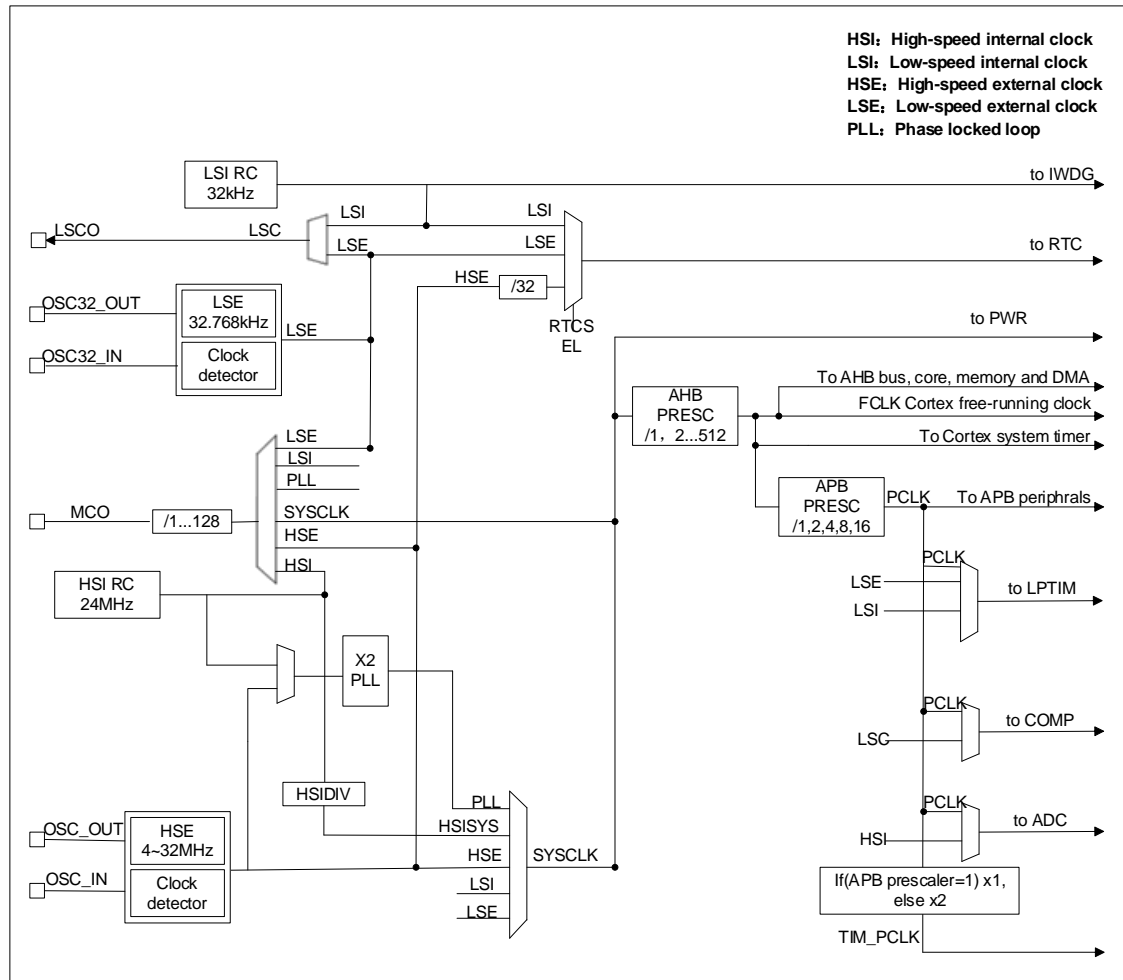 HSI：High-speed internal clock
LSI：Low-speed internal clock
HSE：High-speed external clock
LSE：Low-speed external clock
PLL：Phase locked loop
LSI RC
32kHz
to IWDG
LSCO
LSC
LSI
LSE
LSI
LSE
HSE
/32
to RTC
RTCS
EL
OSC32_OUT
OSC32_IN
LSE
32.768kHz
Clock
detector
LSE
to PWR
AHB
PRESC
/1，2...512
To AHB bus, core, memory and DMA
FCLK Cortex free-running clock
To Cortex system timer
APB
PRESC
/1,2,4,8,16
PCLK
To APB periphrals
MCO
/1...128
LSE
LSI
PLL
SYSCLK
HSE
HSI
HSI RC
24MHz
X2
PLL
PCLK
LSE
LSI
to LPTIM
PCLK
LSC
to COMP
HSIDIV
OSC_OUT
OSC_IN
HSE
4~32MHz
Clock
detector
PLL
HSISYS
HSE
LSI
LSE
SYSCLK
PCLK
HSI
to ADC
If(APB prescaler=1) x1,
else x2
TIM_PCLK